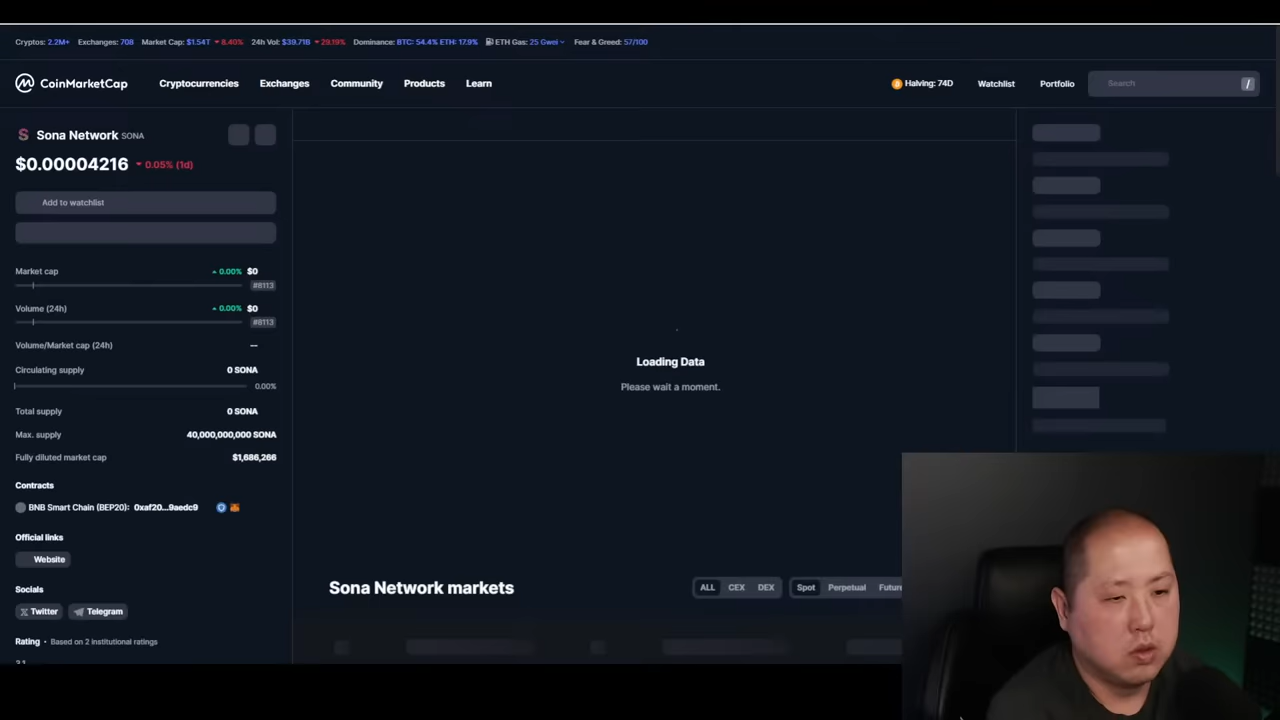 Cryptos: 2.2M+ Exchanges: 708 Market Cap: $1.54T 8.40% 24h Vol: $39.71B 29.19% Dominance: BTC: 54.4% ETH: 17.9% ETH Gas: 25 Gwei Fear & Greed: 57/100
CoinMarketCap Cryptocurrencies Exchanges Community Products Learn Halving: 74D Watchlist Portfolio Search /
Sona Network SONA
$0.00004216 0.05% (1d)
Add to watchlist
Market cap 0.00% $0
#8113
Volume (24h) 0.00% $0
#8113
Volume/Market cap (24h) --
Circulating supply 0 SONA
0.00%
Total supply 0 SONA
Max. supply 40,000,000,000 SONA
Fully diluted market cap $1,686,266
Contracts
BNB Smart Chain (BEP20): 0xaf20...9aedc9
Official links
Website
Socials
Twitter Telegram
Rating • Based on 2 institutional ratings
Loading Data
Please wait a moment.
Sona Network markets ALL CEX DEX Spot Perpetual